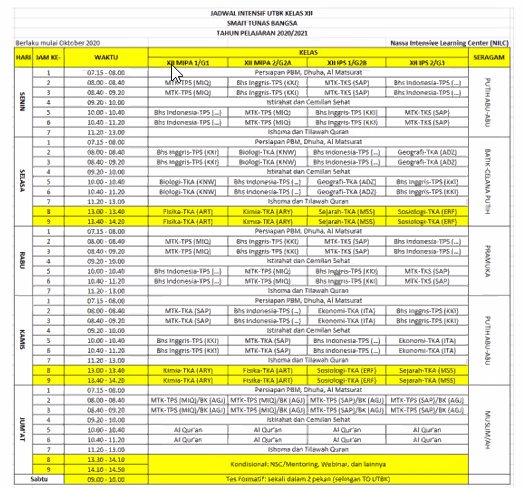 JADWAL INTENSIF UTBK KELAS XII
SMAIT TUNAS BANGSA
TAHUN PELAJARAN 2020/2021
Berlaku mulai Oktober 2020 Nassa Intensive Learning Center (NILC)
HARI JAM KE- WAKTU KELAS SERAGAM
XII MIPA 1/G1 XII MIPA 2/G2A XII IPS 1/G2B XII IPS 2/G3
SENIN PUTIH ABU-ABU
1 07.15 - 08.00 Persiapan PBM, Dhuha, Al Matsurat
2 08.00 - 08.40 MTK-TPS (MIQ) Bhs Inggris-TPS (KKI) MTK-TKS (SAP) Bhs Indonesia-TPS (...)
3 08.40 - 09.20 MTK-TPS (MIQ) Bhs Inggris-TPS (KKI) MTK-TKS (SAP) Bhs Indonesia-TPS (...)
4 09.20 - 10.00 Istirahat dan Cemilan Sehat
5 10.00 - 10.40 Bhs Indonesia-TPS (...) MTK-TPS (MIQ) Bhs Inggris-TPS (KKI) MTK-TKS (SAP)
6 10.40 - 11.20 Bhs Indonesia-TPS (...) MTK-TPS (MIQ) Bhs Inggris-TPS (KKI) MTK-TKS (SAP)
7 11.20 - 13.00 Ishoma dan Tilawah Quran
SELASA BATIK-CELANA PUTIH
1 07.15 - 08.00 Persiapan PBM, Dhuha, Al Matsurat
2 08.00 - 08.40 Bhs Inggris-TPS (KKI) Biologi-TKA (KNW) Bhs Indonesia-TPS (...) Geografi-TKA (ADZ)
3 08.40 - 09.20 Bhs Inggris-TPS (KKI) Biologi-TKA (KNW) Bhs Indonesia-TPS (...) Geografi-TKA (ADZ)
4 09.20 - 10.00 Istirahat dan Cemilan Sehat
5 10.00 - 10.40 Biologi-TKA (KNW) Bhs Indonesia-TPS (...) Geografi-TKA (ADZ) Bhs Inggris-TPS (KKI)
6 10.40 - 11.20 Biologi-TKA (KNW) Bhs Indonesia-TPS (...) Geografi-TKA (ADZ) Bhs Inggris-TPS (KKI)
7 11.20 - 13.00 Ishoma dan Tilawah Quran
8 13.00 - 13.40 Fisika-TKA (ART) Kimia-TKA (ARY) Sejarah-TKA (MSS) Sosiologi-TKA (ERF)
9 13.40 - 14.20 Fisika-TKA (ART) Kimia-TKA (ARY) Sejarah-TKA (MSS) Sosiologi-TKA (ERF)
RABU PRAMUKA
1 07.15 - 08.00 Persiapan PBM, Dhuha, Al Matsurat
2 08.00 - 08.40 MTK-TPS (MIQ) Bhs Inggris-TPS (KKI) MTK-TKS (SAP) Bhs Indonesia-TPS (...)
3 08.40 - 09.20 MTK-TPS (MIQ) Bhs Inggris-TPS (KKI) MTK-TKS (SAP) Bhs Indonesia-TPS (...)
4 09.20 - 10.00 Istirahat dan Cemilan Sehat
5 10.00 - 10.40 Bhs Indonesia-TPS (...) MTK-TPS (MIQ) Bhs Inggris-TPS (KKI) MTK-TKS (SAP)
6 10.40 - 11.20 Bhs Indonesia-TPS (...) MTK-TPS (MIQ) Bhs Inggris-TPS (KKI) MTK-TKS (SAP)
7 11.20 - 13.00 Ishoma dan Tilawah Quran
KAMIS PUTIH ABU-ABU
1 07.15 - 08.00 Persiapan PBM, Dhuha, Al Matsurat
2 08.00 - 08.40 MTK-TKA (SAP) Bhs Indonesia-TPS (...) Ekonomi-TKA (ITA) Bhs Inggris-TPS (KKI)
3 08.40 - 09.20 MTK-TKA (SAP) Bhs Indonesia-TPS (...) Ekonomi-TKA (ITA) Bhs Inggris-TPS (KKI)
4 09.20 - 10.00 Istirahat dan Cemilan Sehat
5 10.00 - 10.40 Bhs Inggris-TPS (KKI) MTK-TKA (SAP) Bhs Indonesia-TPS (...) Ekonomi-TKA (ITA)
6 10.40 - 11.20 Bhs Inggris-TPS (KKI) MTK-TKA (SAP) Bhs Indonesia-TPS (...) Ekonomi-TKA (ITA)
7 11.20 - 13.00 Ishoma dan Tilawah Quran
8 13.00 - 13.40 Kimia-TKA (ARY) Fisika-TKA (ART) Sosiologi-TKA (ERF) Sejarah-TKA (MSS)
9 13.40 - 14.20 Kimia-TKA (ARY) Fisika-TKA (ART) Sosiologi-TKA (ERF) Sejarah-TKA (MSS)
JUM'AT MUSLIM/AH
1 07.15 - 08.00 Persiapan PBM, Dhuha, Al Matsurat
2 08.00 - 08.40 MTK-TPS (MIQ)/BK (AGJ) MTK-TPS (MIQ)/BK (AGJ) MTK-TPS (SAP)/BK (AGJ) MTK-TPS (SAP)/BK (AGJ)
3 08.40 - 09.20 MTK-TPS (MIQ)/BK (AGJ) MTK-TPS (MIQ)/BK (AGJ) MTK-TPS (SAP)/BK (AGJ) MTK-TPS (SAP)/BK (AGJ)
4 09.20 - 10.00 Istirahat dan Cemilan Sehat
5 10.00 - 10.40 Al Qur'an Al Qur'an Al Qur'an Al Qur'an
6 10.40 - 11.20 Al Qur'an Al Qur'an Al Qur'an Al Qur'an
7 11.20 - 13.00 Ishoma dan Tilawah Quran
8 13.30 - 14.10 Kondisional; NSC/Mentoring, Webinar, dan lainnya
9 14.10 - 14.50
Sabtu 09.00 - 10.00 Tes Formatif: sekali dalam 2 pekan (selingan TO UTBK)